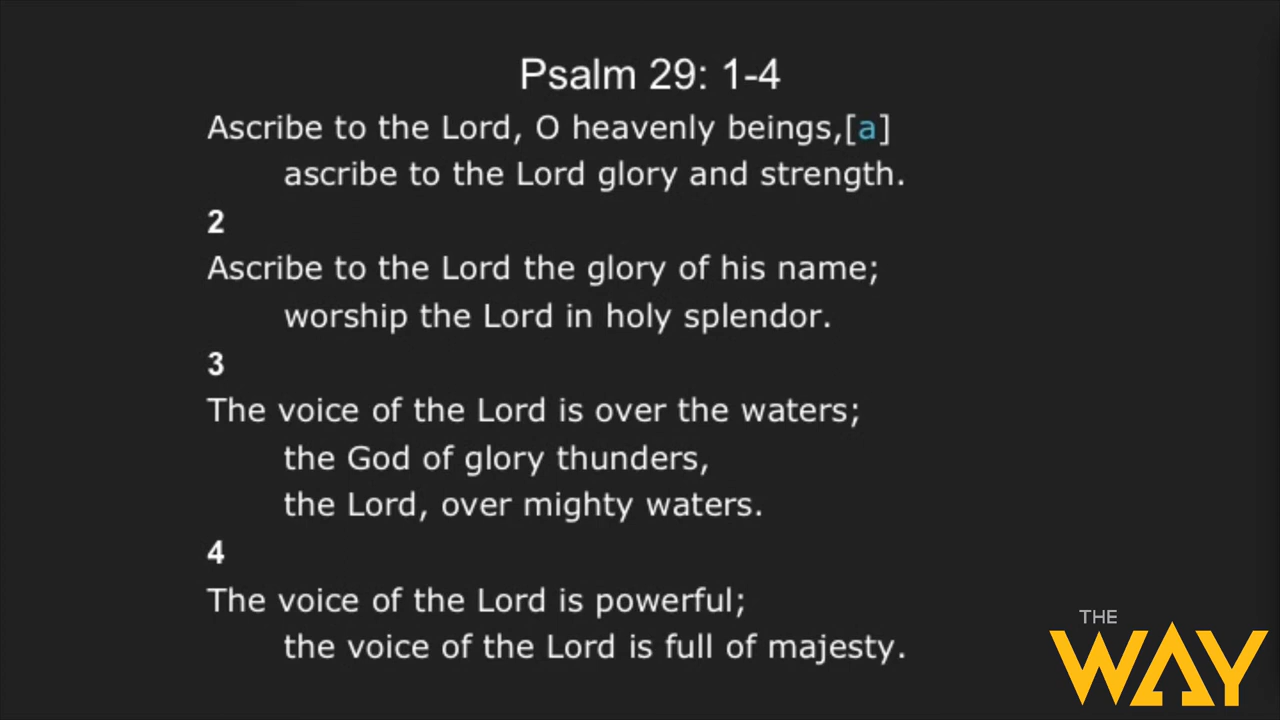 Psalm 29: 1-4
Ascribe to the Lord, O heavenly beings,[a]
ascribe to the Lord glory and strength.
2
Ascribe to the Lord the glory of his name;
worship the Lord in holy splendor.
3
The voice of the Lord is over the waters;
the God of glory thunders,
the Lord, over mighty waters.
4
The voice of the Lord is powerful;
the voice of the Lord is full of majesty.
THE
WAY